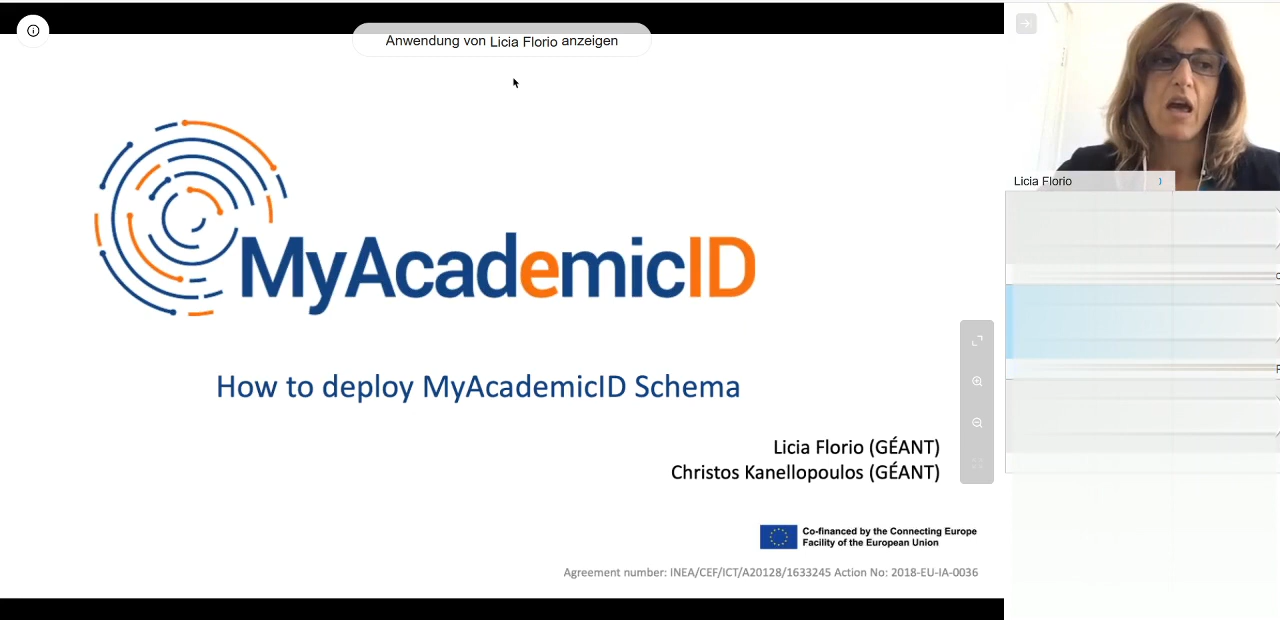 Anwendung von Licia Florio anzeigen
MyAcademicID
How to deploy MyAcademicID Schema
Licia Florio (GÉANT)
Christos Kanellopoulos (GÉANT)
Co-financed by the Connecting Europe
Facility of the European Union
Agreement number: INEA/CEF/ICT/A20128/1633245 Action No: 2018-EU-IA-0036
Licia Florio